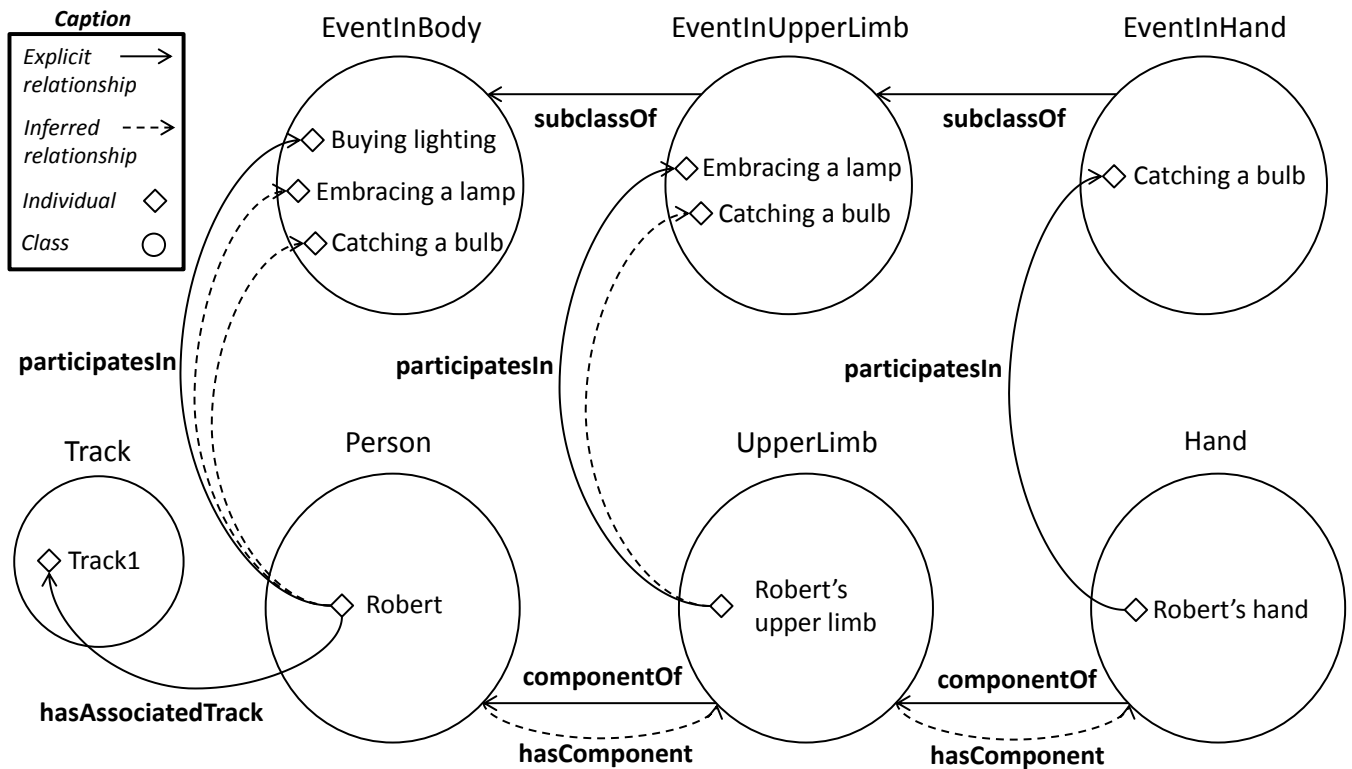 Caption
Explicit
relationship
Inferred
relationship
Individual
Class
EventInBody
EventInUpperLimb
EventInHand
subclassOf
subclassOf
Buying lighting
Embracing a lamp
Catching a bulb
Embracing a lamp
Catching a bulb
Catching a bulb
participatesIn
participatesIn
participatesIn
Track
Person
UpperLimb
Hand
Track1
Robert
Robert's
upper limb
Robert's hand
componentOf
componentOf
hasAssociatedTrack
hasComponent
hasComponent